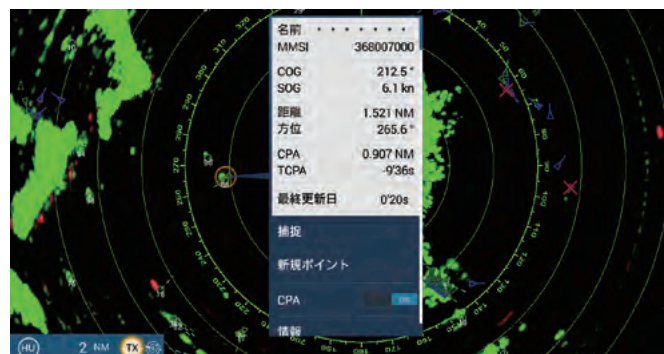 名前 • • • • • • •
MMSI 368007000
COG 212.5°
SOG 6.1 kn
距離 1.521 NM
方位 265.6°
CPA 0.907 NM
TCPA -9'36s
最終更新日 0'20s
捕捉
新規ポイント
CPA ON
情報
HU 2 NM TX